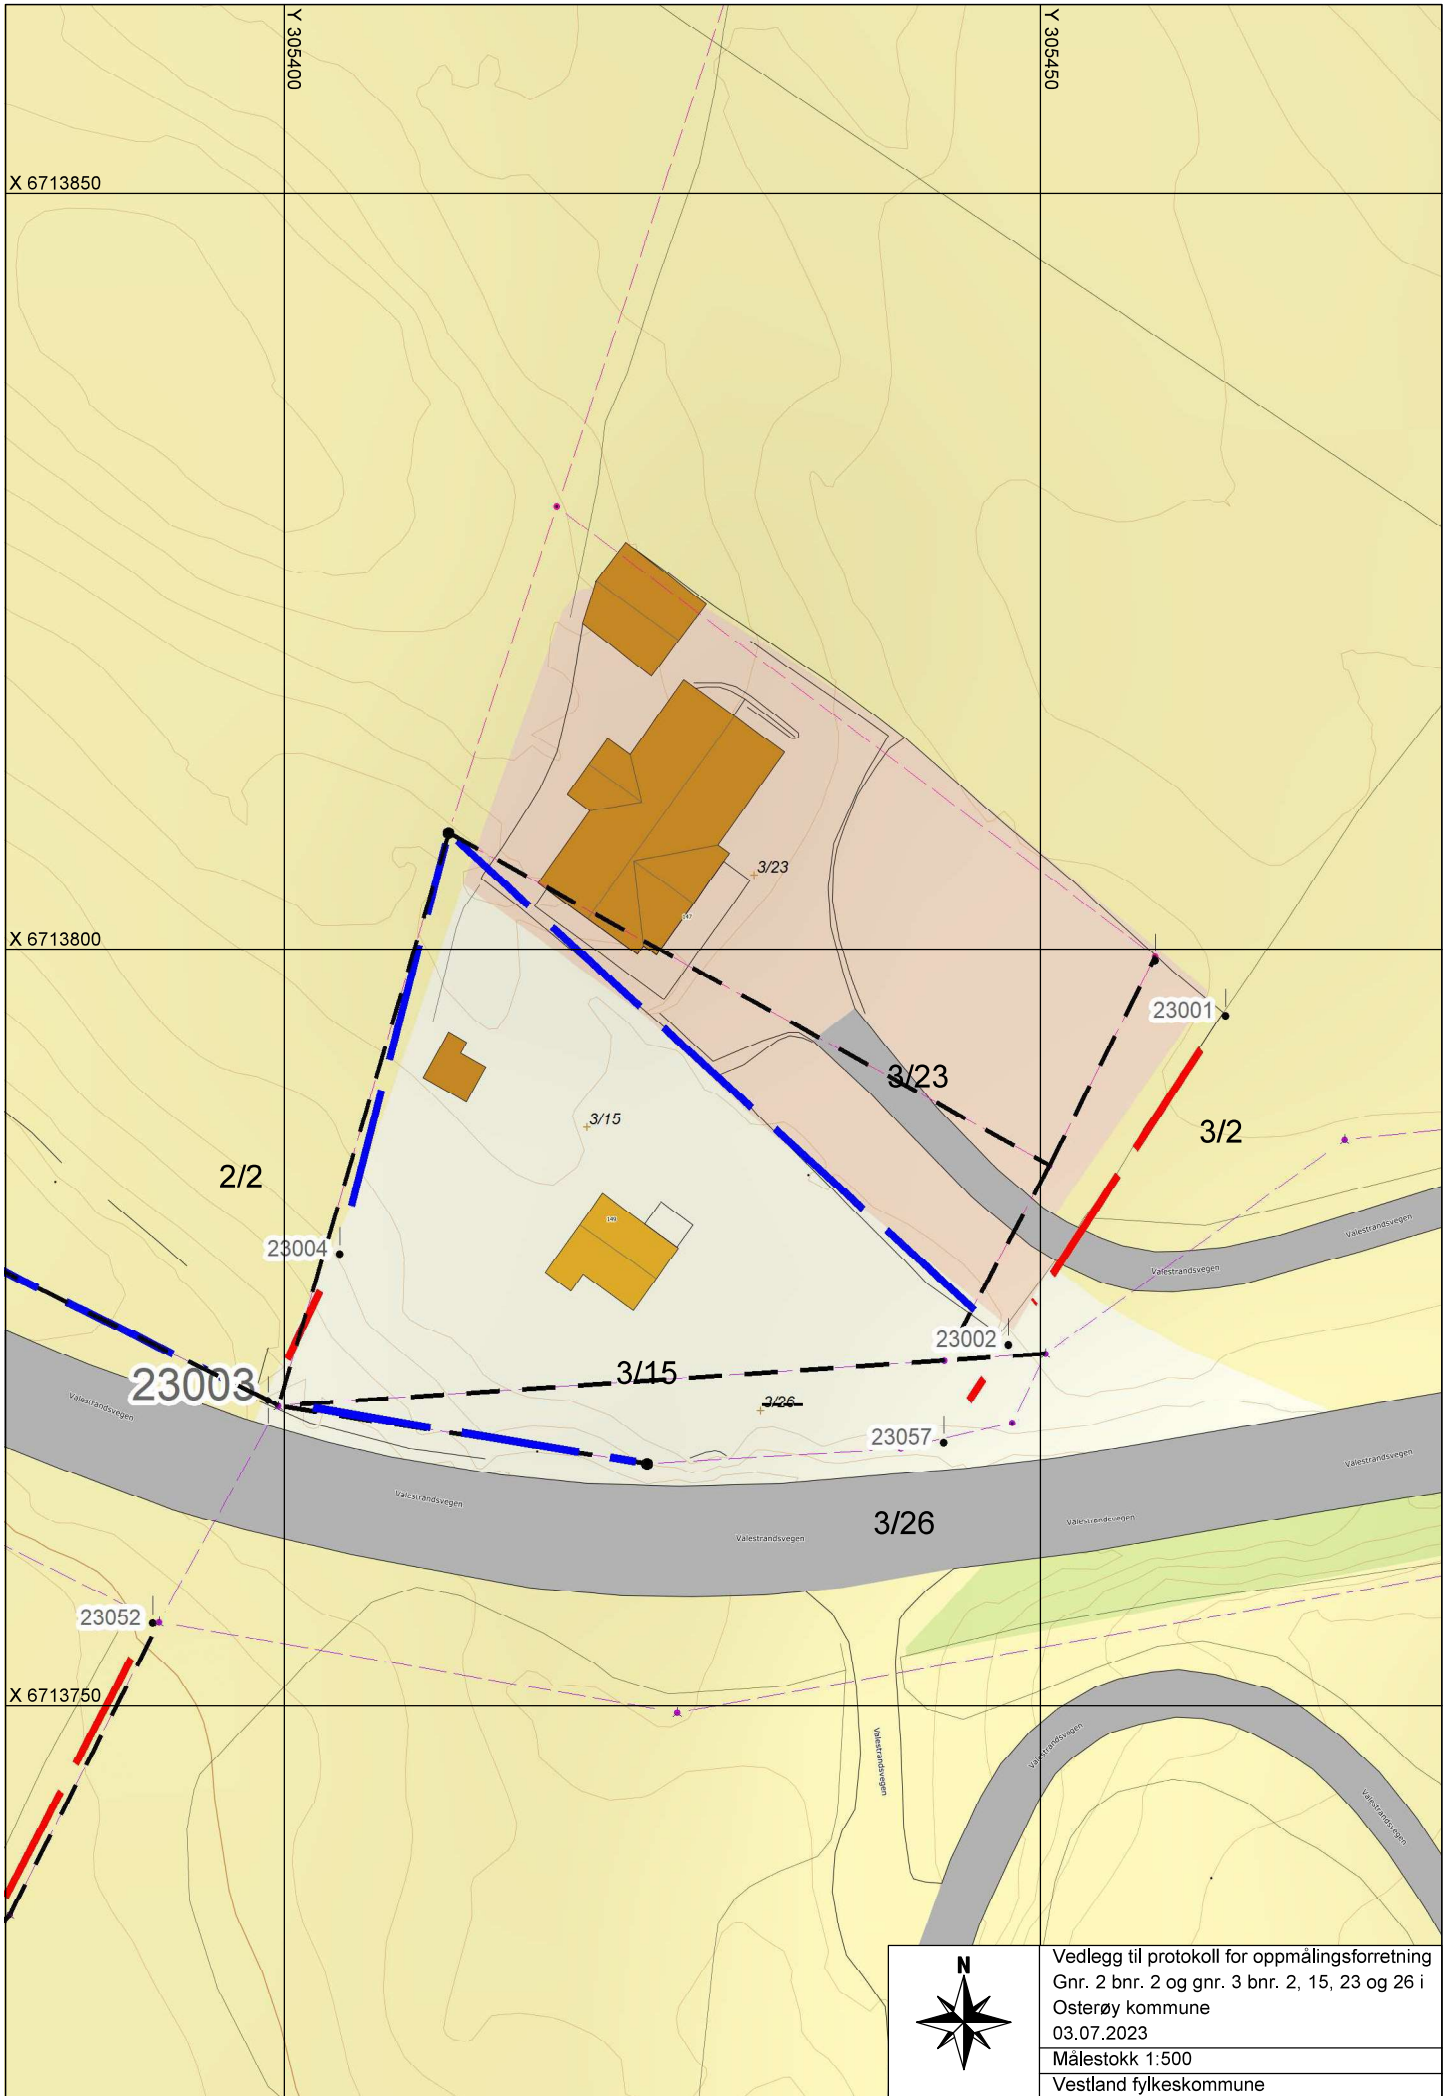 Y 305400
Y 305450
X 6713850
3/23
147
X 6713800
23001
3/23
3/2
3/15
2/2
149
23004
Valestrandsvegen
Valestrandsvegen
23002
3/15
23003
Valestrandsvegen
3/26
23057
Valestrandsvegen
Valestrandsvegen
Valestrandsvegen
3/26
Valestrandsvegen
23052
X 6713750
Valestrandsvegen
Valestrandsvegen
Valestrandsvegen
N
Vedlegg til protokoll for oppmålingsforretning
Gnr. 2 bnr. 2 og gnr. 3 bnr. 2, 15, 23 og 26 i
Osterøy kommune
03.07.2023
Målestokk 1:500
Vestland fylkeskommune